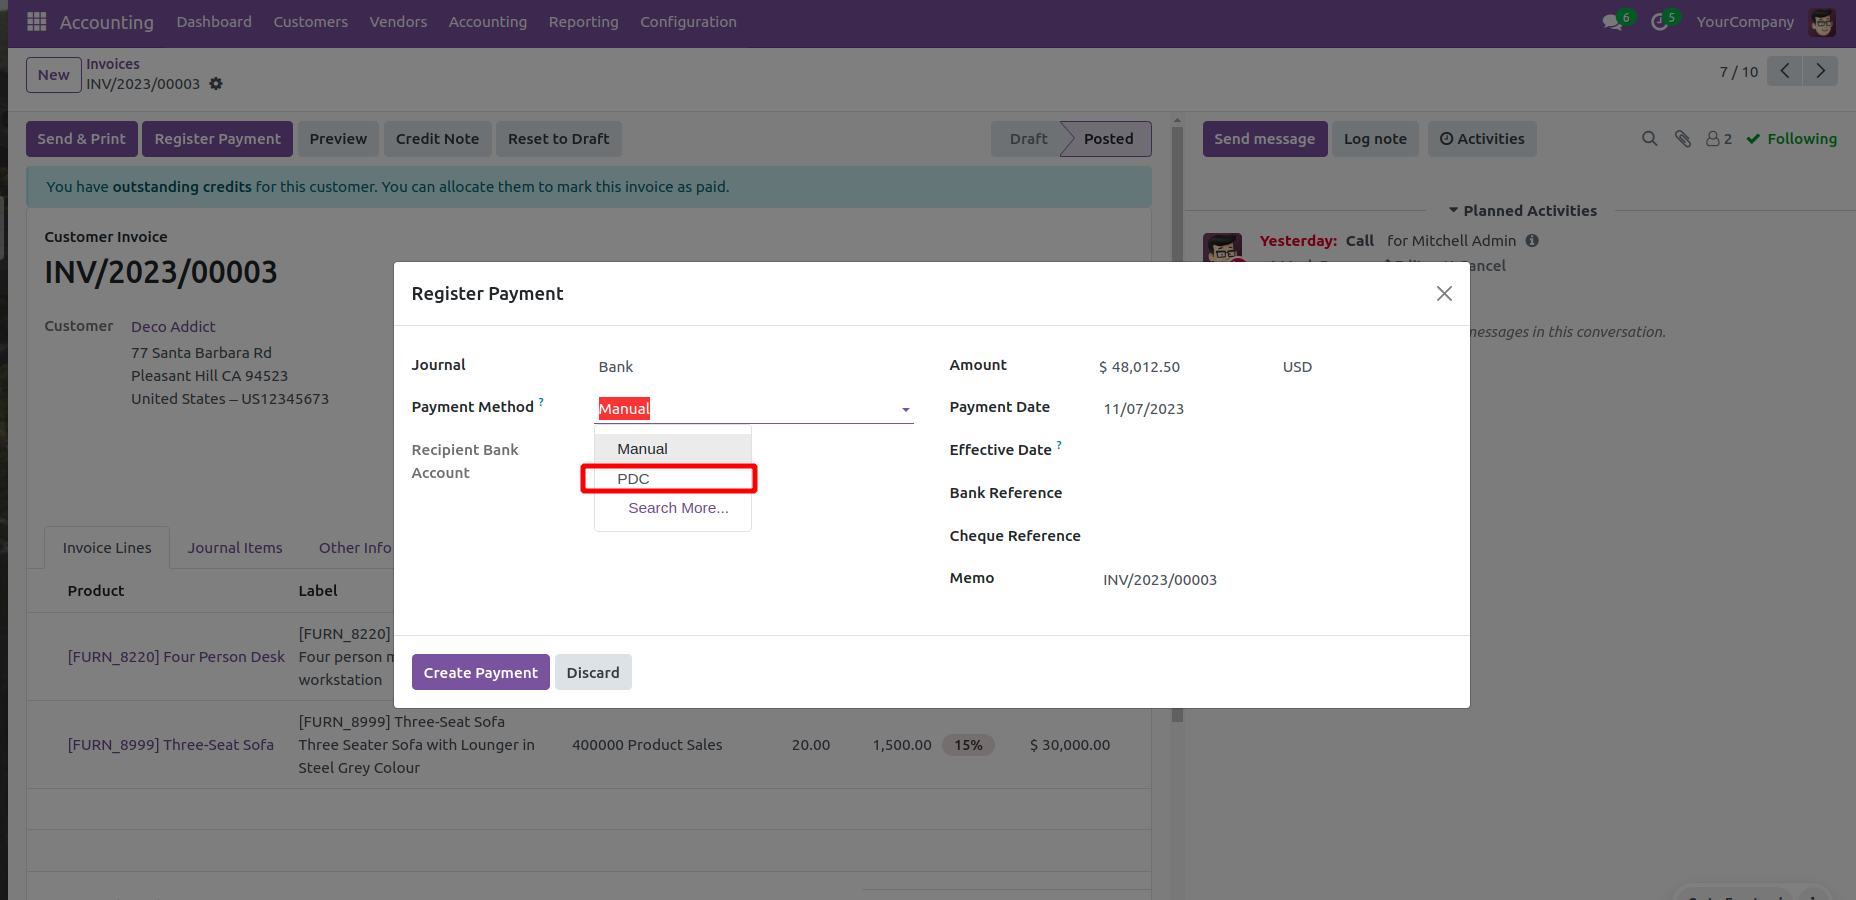 Accounting Dashboard Customers Vendors Accounting Reporting Configuration 6 5 YourCompany
New Invoices
INV/2023/00003 7 / 10
Send & Print Register Payment Preview Credit Note Reset to Draft Draft Posted Send message Log note Activities 2 Following
You have outstanding credits for this customer. You can allocate them to mark this invoice as paid.
Planned Activities
Customer Invoice
Yesterday: Call for Mitchell Admin
INV/2023/00003
Register Payment
Customer Deco Addict
77 Santa Barbara Rd
Pleasant Hill CA 94523
United States – US12345673
in this conversation.
Journal Bank Amount $ 48,012.50 USD
Payment Method ? Manual Payment Date 11/07/2023
Manual
PDC
Search More...
Recipient Bank
Account
Effective Date ?
Bank Reference
Cheque Reference
Memo INV/2023/00003
Create Payment Discard
Invoice Lines Journal Items Other Info
Product Label
[FURN_8220] Four Person Desk [FURN_8220]
Four person
workstation
[FURN_8999] Three-Seat Sofa [FURN_8999] Three-Seat Sofa
Three Seater Sofa with Lounger in
Steel Grey Colour 400000 Product Sales 20.00 1,500.00 15% $ 30,000.00